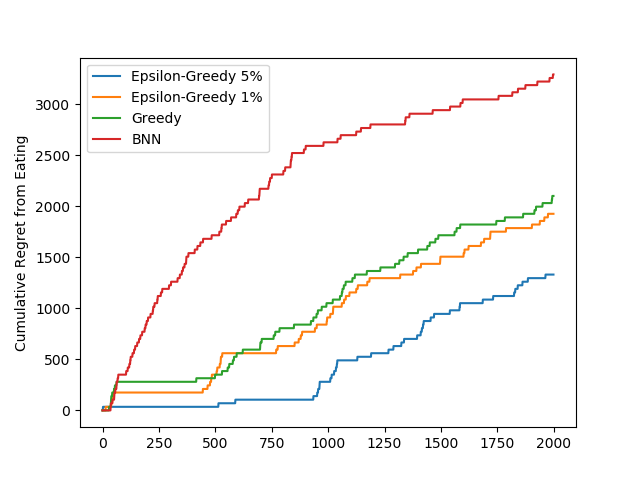 Epsilon-Greedy 5%
Epsilon-Greedy 1%
Greedy
BNN
Cumulative Regret from Eating
3000
2500
2000
1500
1000
500
0
0 250 500 750 1000 1250 1500 1750 2000